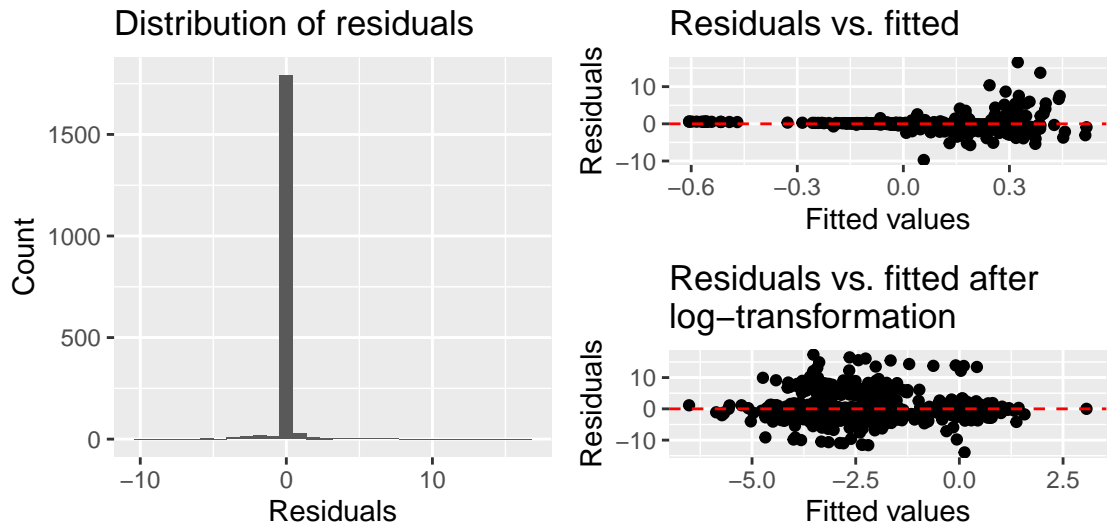 Distribution of residuals
Count
1500
1000
500
0
−10
0
10
Residuals
Residuals vs. fitted
Residuals
10
0
−10
−0.6
−0.3
0.0
0.3
Fitted values
Residuals vs. fitted after
log−transformation
Residuals
10
0
−10
−5.0
−2.5
0.0
2.5
Fitted values